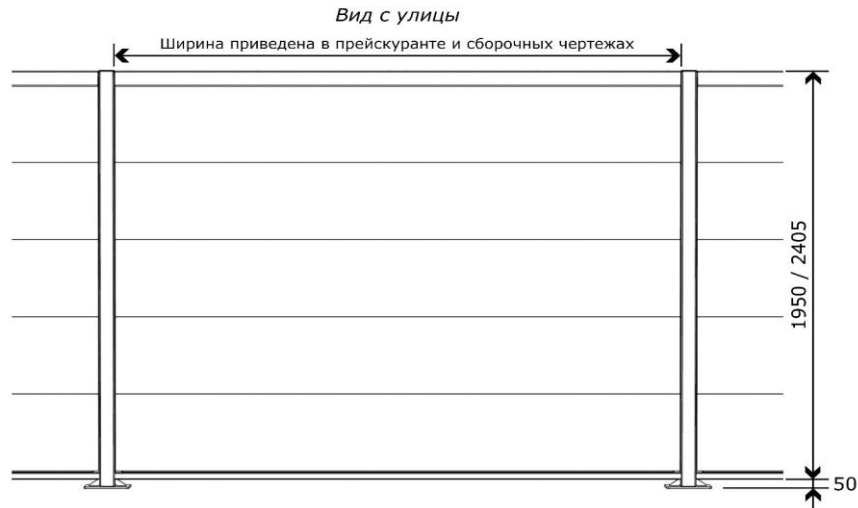 Вид с улицы
Ширина приведена в прейскуранте и сборочных чертежах
1950 / 2405
50